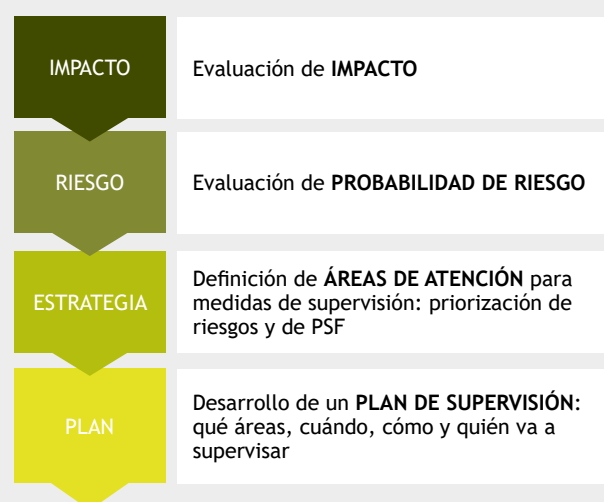 IMPACTO
Evaluación de IMPACTO
RIESGO
Evaluación de PROBABILIDAD DE RIESGO
ESTRATEGIA
Definición de ÁREAS DE ATENCIÓN para
medidas de supervisión: priorización de
riesgos y de PSF
PLAN
Desarrollo de un PLAN DE SUPERVISIÓN:
qué áreas, cuándo, cómo y quién va a
supervisar